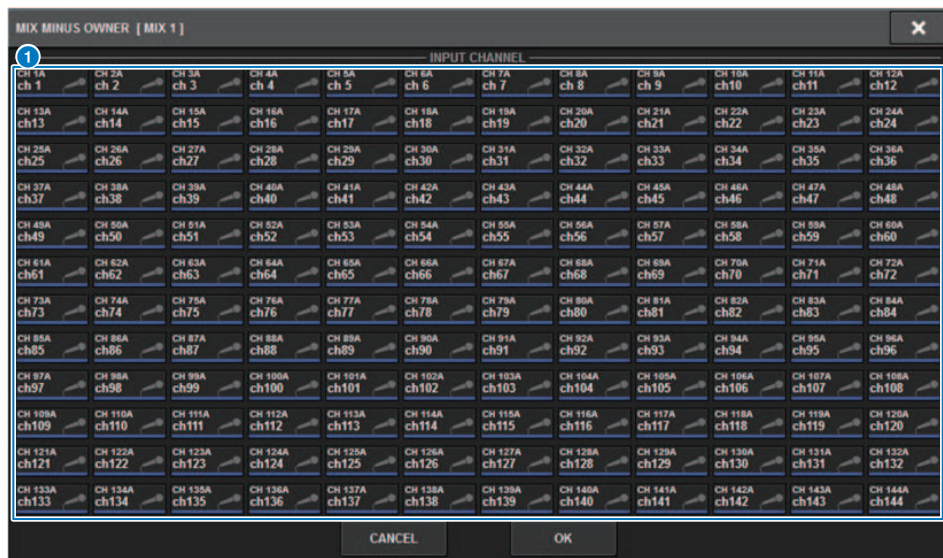 MIX MINUS OWNER [ MIX 1 ]
1
INPUT CHANNEL
CH 1A CH 2A CH 3A CH 4A CH 5A CH 6A CH 7A CH 8A CH 9A CH 10A CH 11A CH 12A
ch 1 ch 2 ch 3 ch 4 ch 5 ch 6 ch 7 ch 8 ch 9 ch10 ch11 ch12
CH 13A CH 14A CH 15A CH 16A CH 17A CH 18A CH 19A CH 20A CH 21A CH 22A CH 23A CH 24A
ch13 ch14 ch15 ch16 ch17 ch18 ch19 ch20 ch21 ch22 ch23 ch24
CH 25A CH 26A CH 27A CH 28A CH 29A CH 30A CH 31A CH 32A CH 33A CH 34A CH 35A CH 36A
ch25 ch26 ch27 ch28 ch29 ch30 ch31 ch32 ch33 ch34 ch35 ch36
CH 37A CH 38A CH 39A CH 40A CH 41A CH 42A CH 43A CH 44A CH 45A CH 46A CH 47A CH 48A
ch37 ch38 ch39 ch40 ch41 ch42 ch43 ch44 ch45 ch46 ch47 ch48
CH 49A CH 50A CH 51A CH 52A CH 53A CH 54A CH 55A CH 56A CH 57A CH 58A CH 59A CH 60A
ch49 ch50 ch51 ch52 ch53 ch54 ch55 ch56 ch57 ch58 ch59 ch60
CH 61A CH 62A CH 63A CH 64A CH 65A CH 66A CH 67A CH 68A CH 69A CH 70A CH 71A CH 72A
ch61 ch62 ch63 ch64 ch65 ch66 ch67 ch68 ch69 ch70 ch71 ch72
CH 73A CH 74A CH 75A CH 76A CH 77A CH 78A CH 79A CH 80A CH 81A CH 82A CH 83A CH 84A
ch73 ch74 ch75 ch76 ch77 ch78 ch79 ch80 ch81 ch82 ch83 ch84
CH 85A CH 86A CH 87A CH 88A CH 89A CH 90A CH 91A CH 92A CH 93A CH 94A CH 95A CH 96A
ch85 ch86 ch87 ch88 ch89 ch90 ch91 ch92 ch93 ch94 ch95 ch96
CH 97A CH 98A CH 99A CH 100A CH 101A CH 102A CH 103A CH 104A CH 105A CH 106A CH 107A CH 108A
ch97 ch98 ch99 ch100 ch101 ch102 ch103 ch104 ch105 ch106 ch107 ch108
CH 109A CH 110A CH 111A CH 112A CH 113A CH 114A CH 115A CH 116A CH 117A CH 118A CH 119A CH 120A
ch109 ch110 ch111 ch112 ch113 ch114 ch115 ch116 ch117 ch118 ch119 ch120
CH 121A CH 122A CH 123A CH 124A CH 125A CH 126A CH 127A CH 128A CH 129A CH 130A CH 131A CH 132A
ch121 ch122 ch123 ch124 ch125 ch126 ch127 ch128 ch129 ch130 ch131 ch132
CH 133A CH 134A CH 135A CH 136A CH 137A CH 138A CH 139A CH 140A CH 141A CH 142A CH 143A CH 144A
ch133 ch134 ch135 ch136 ch137 ch138 ch139 ch140 ch141 ch142 ch143 ch144
CANCEL OK